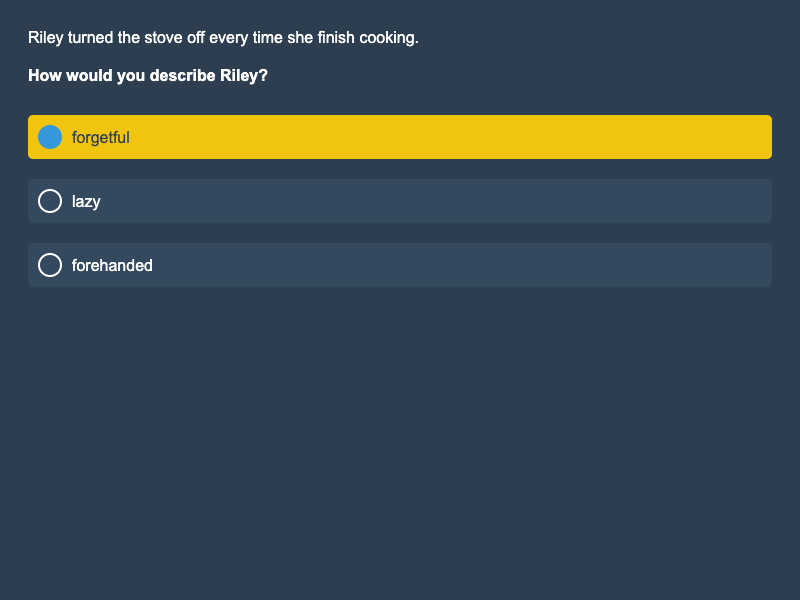 Riley turned the stove off every time she finish cooking.
How would you describe Riley?
forgetful
lazy
forehanded